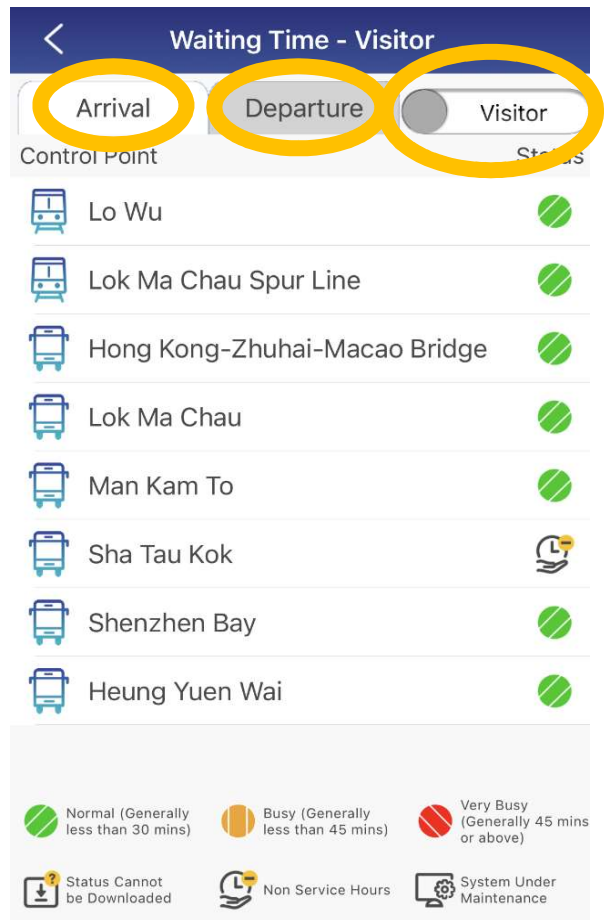 Waiting Time - Visitor
Arrival Departure Visitor
Control Point Status
Lo Wu
Lok Ma Chau Spur Line
Hong Kong-Zhuhai-Macao Bridge
Lok Ma Chau
Man Kam To
Sha Tau Kok
Shenzhen Bay
Heung Yuen Wai
Normal (Generally
less than 30 mins)
Busy (Generally
less than 45 mins)
Very Busy
(Generally 45 mins
or above)
Status Cannot
be Downloaded
Non Service Hours
System Under
Maintenance